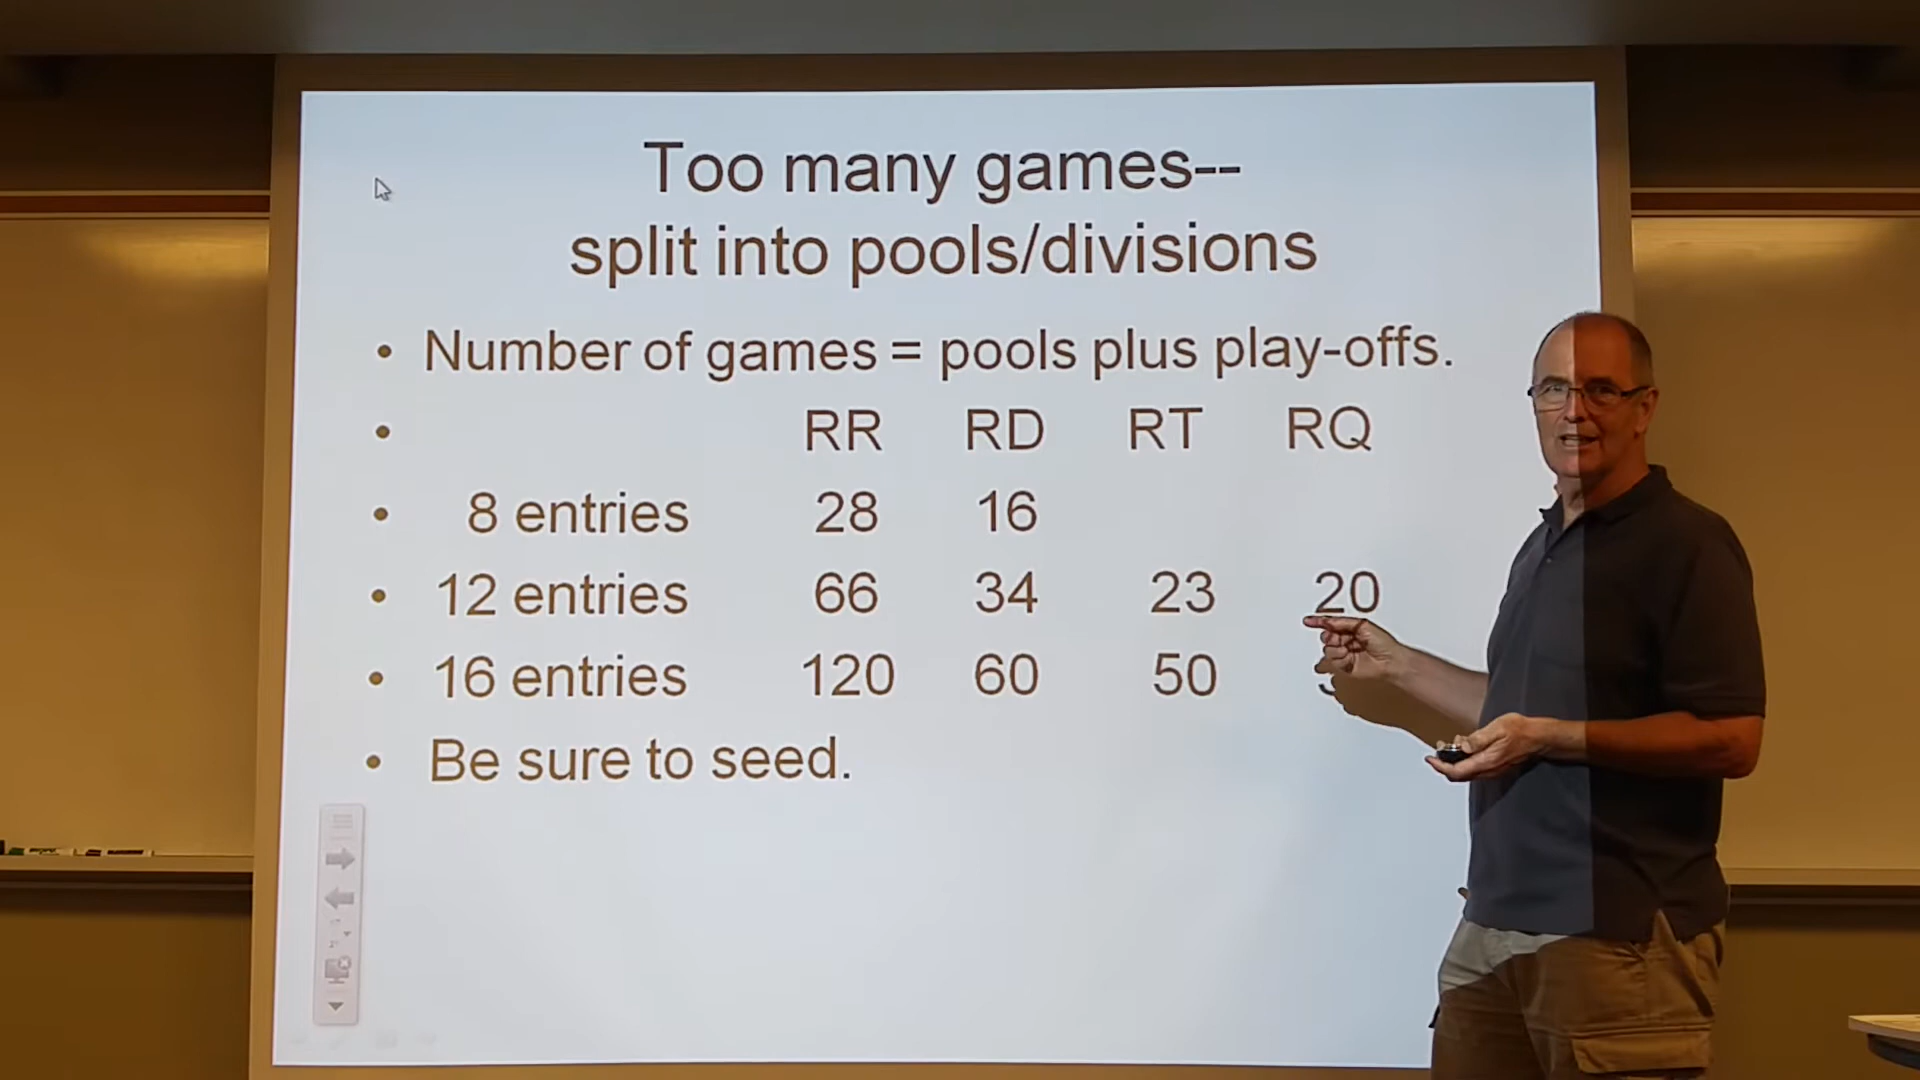 Too many games--
split into pools/divisions
• Number of games = pools plus play-offs.
• RR RD RT RQ
• 8 entries 28 16
• 12 entries 66 34 23 20
• 16 entries 120 60 50
• Be sure to seed.